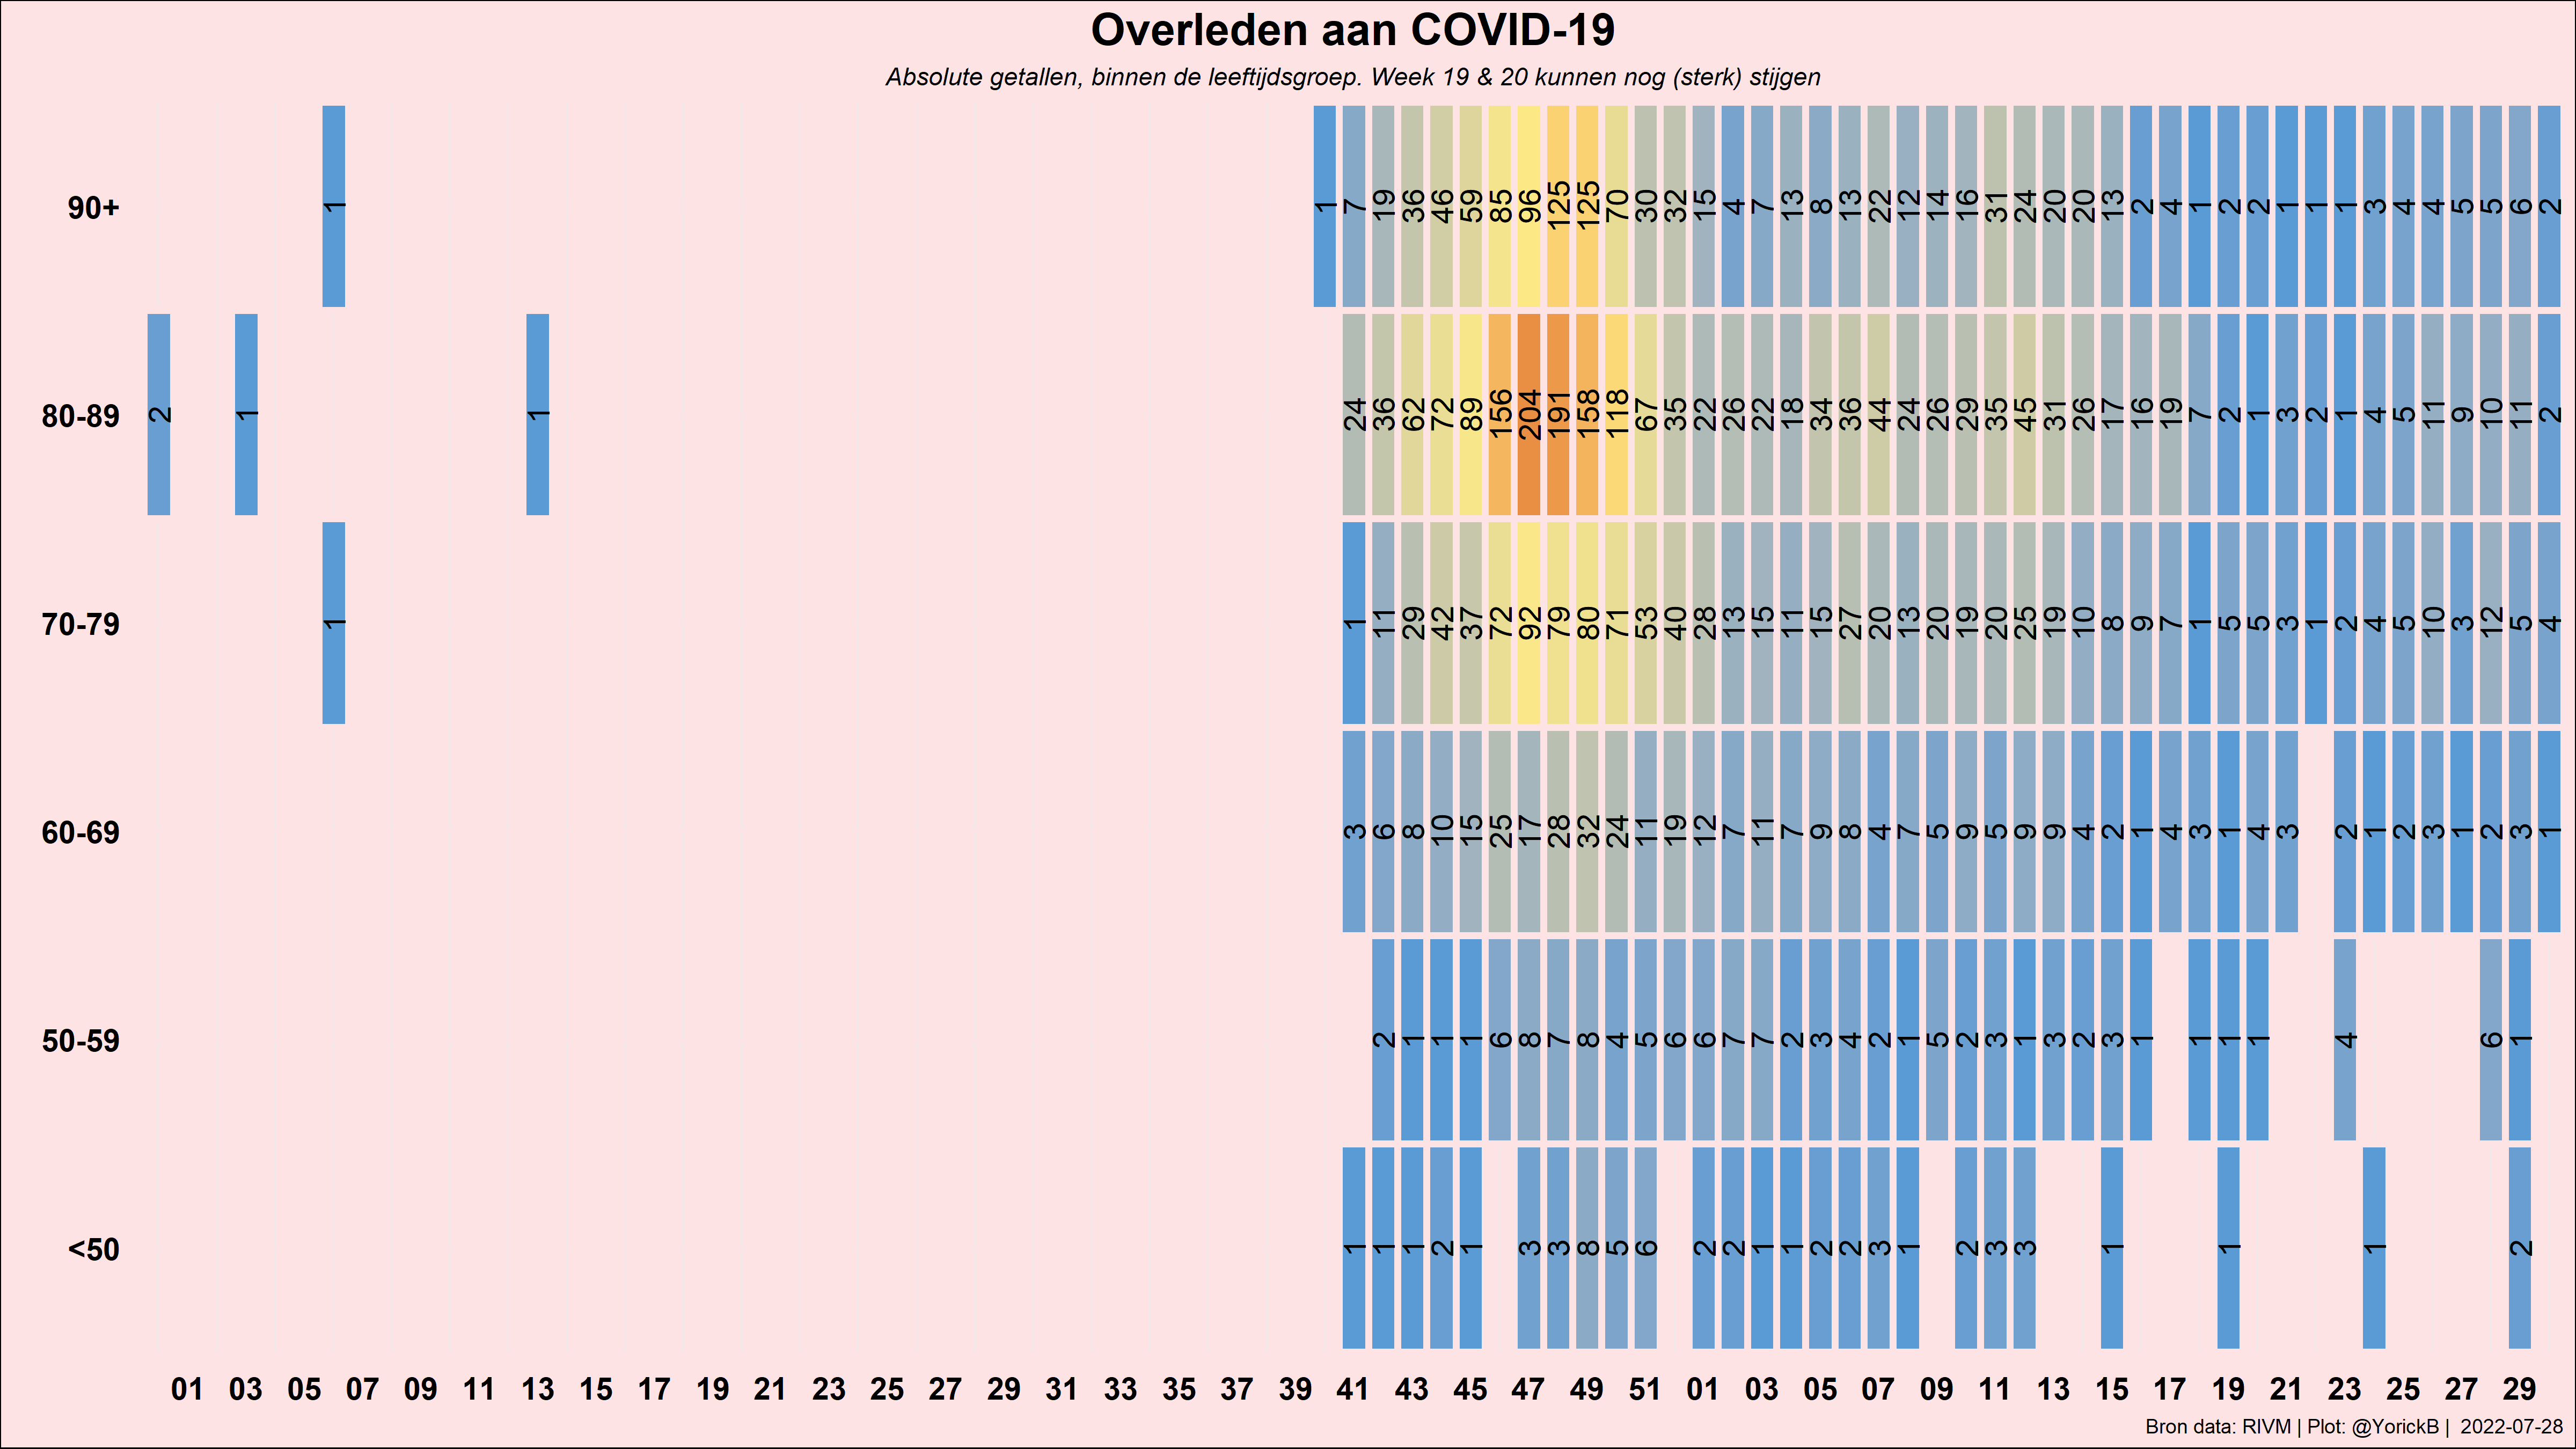 Overleden aan COVID-19
Absolute getallen, binnen de leeftijdsgroep. Week 19 & 20 kunnen nog (sterk) stijgen
90+ 1 1 7 19 36 46 59 85 96 125 125 70 30 32 15 4 7 13 8 13 22 12 14 16 31 24 20 20 13 2 4 1 2 2 1 1 1 3 4 4 5 5 6 2
80-89 2 1 1 24 36 62 72 89 156 204 191 158 118 67 35 22 26 22 18 34 36 44 24 26 29 35 45 31 26 17 16 19 7 2 1 3 2 1 4 5 11 9 10 11 2
70-79 1 1 11 29 42 37 72 92 79 80 71 53 40 28 13 15 11 15 27 20 13 20 19 20 25 19 10 8 9 7 1 5 5 3 1 2 4 5 10 3 12 5 4
60-69 3 6 8 10 15 25 17 28 32 24 11 19 12 7 11 7 9 8 4 7 5 9 5 9 9 4 2 1 4 3 1 4 3 2 1 2 3 1 2 3 1
50-59 2 1 1 1 6 8 7 8 4 5 6 6 7 7 2 3 4 2 1 5 2 3 1 3 2 3 1 1 1 1 4 6 1
<50 1 1 1 2 1 3 3 8 5 6 2 2 1 1 2 2 3 1 2 3 3 1 1 1 2
01 03 05 07 09 11 13 15 17 19 21 23 25 27 29 31 33 35 37 39 41 43 45 47 49 51 01 03 05 07 09 11 13 15 17 19 21 23 25 27 29
Bron data: RIVM | Plot: @YorickB | 2022-07-28